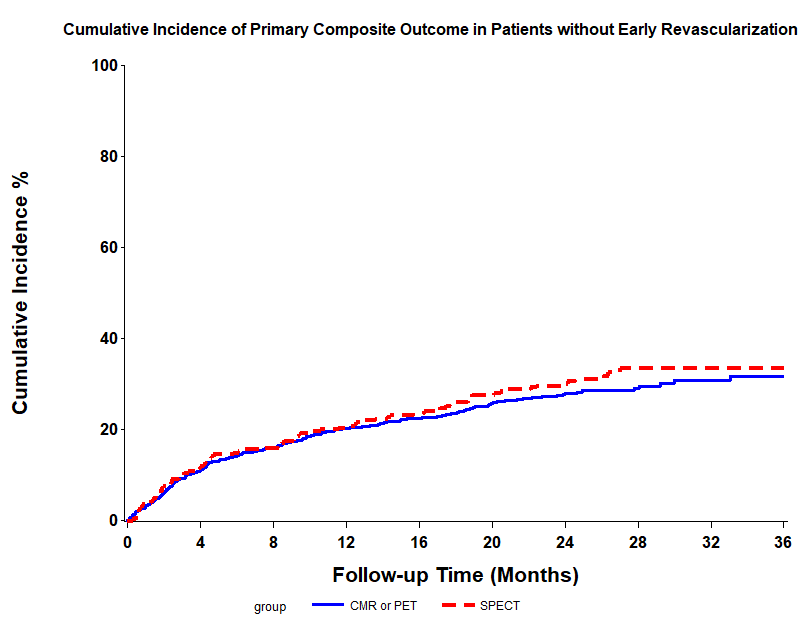 Cumulative Incidence of Primary Composite Outcome in Patients without Early Revascularization
100
80
60
40
20
0
Cumulative Incidence %
0 4 8 12 16 20 24 28 32 36
Follow-up Time (Months)
group CMR or PET SPECT